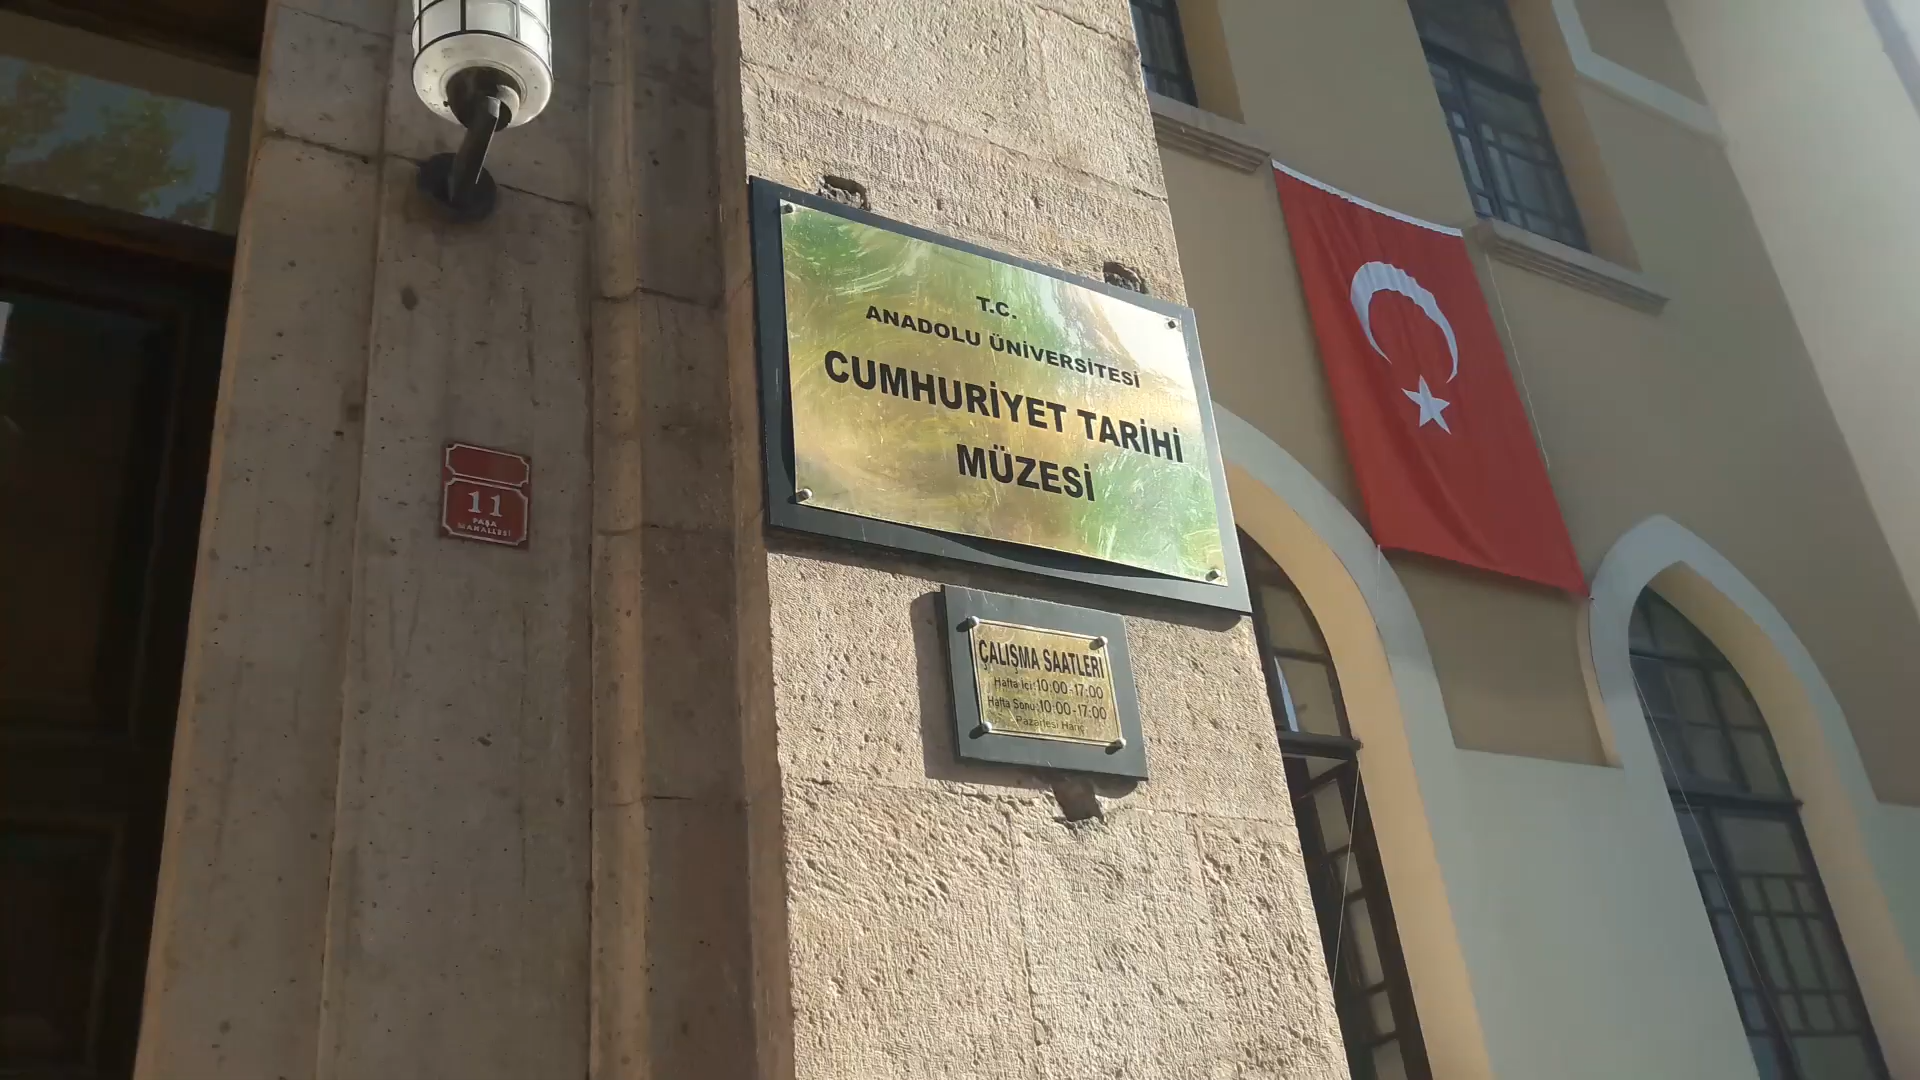 T.C.
ANADOLU ÜNİVERSİTESİ
CUMHURİYET TARİHİ
MÜZESİ
ÇALIŞMA SAATLERİ
Hafta İçi:10:00-17:00
Hafta Sonu:10:00-17:00
Pazartesi Hariç
11
PAŞA
MAHALLESİ